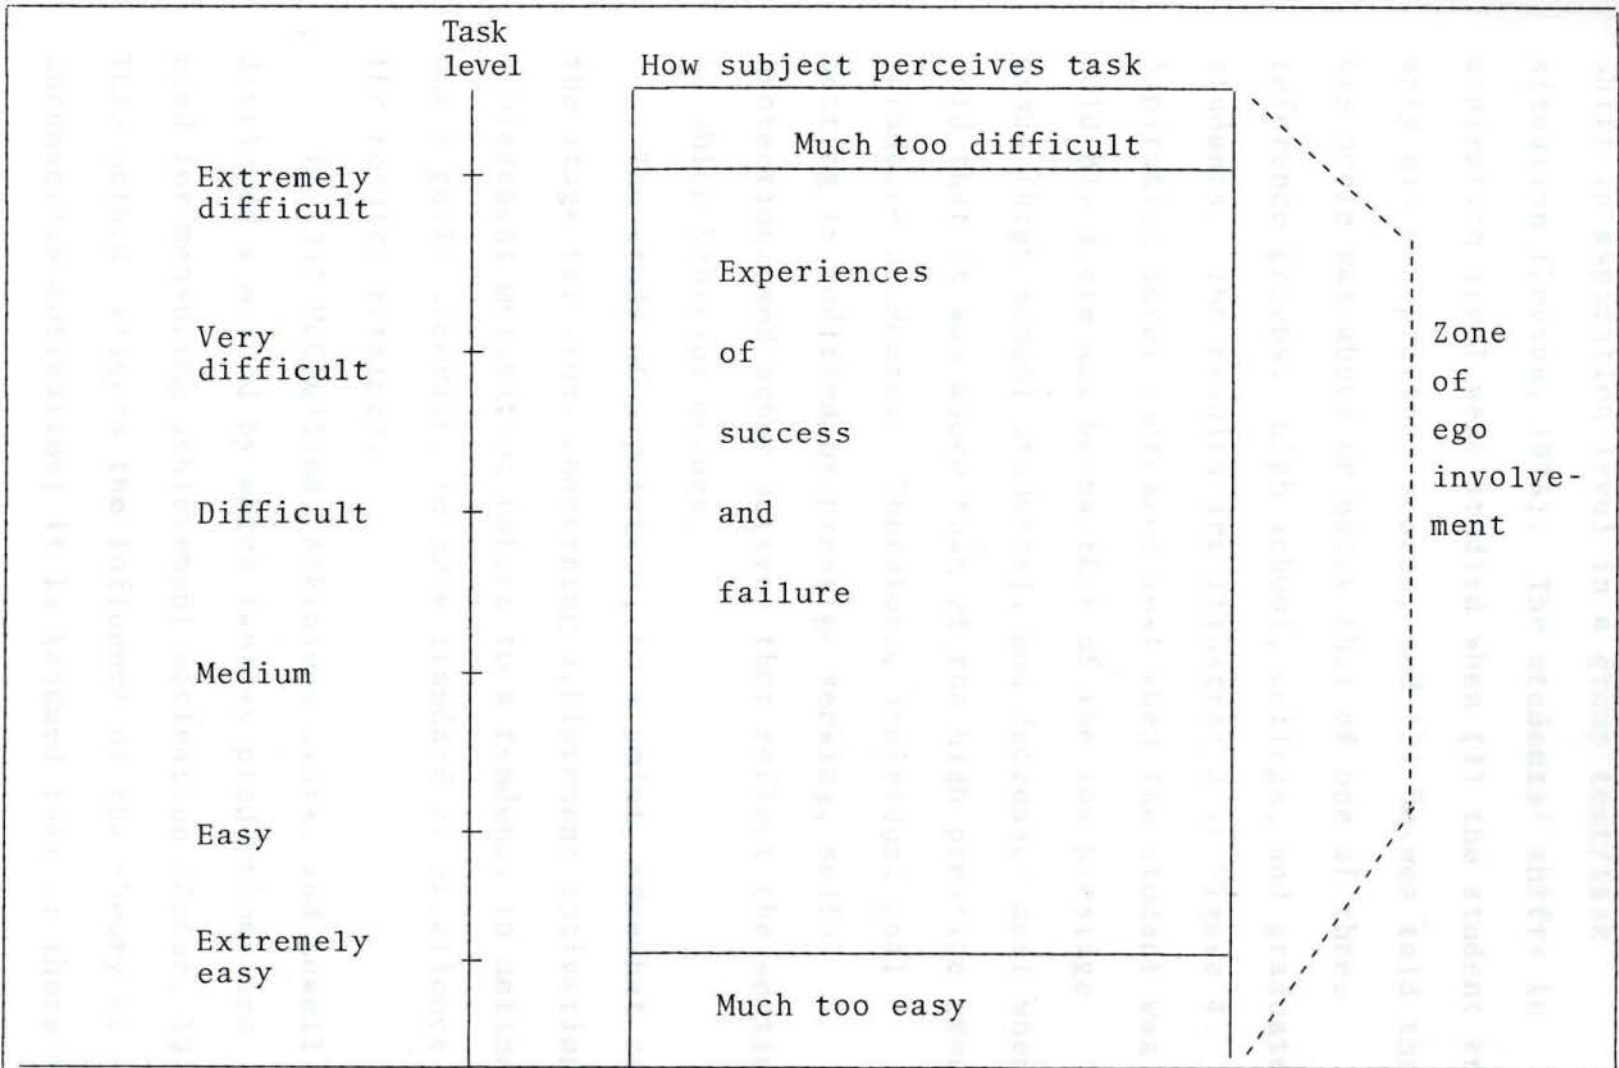 Task
level
How subject perceives task
Much too difficult
Extremely
difficult
Experiences
Very
difficult
of
success
Difficult
and
failure
Medium
Easy
Extremely
easy
Much too easy
Zone
of
ego
involve-
ment